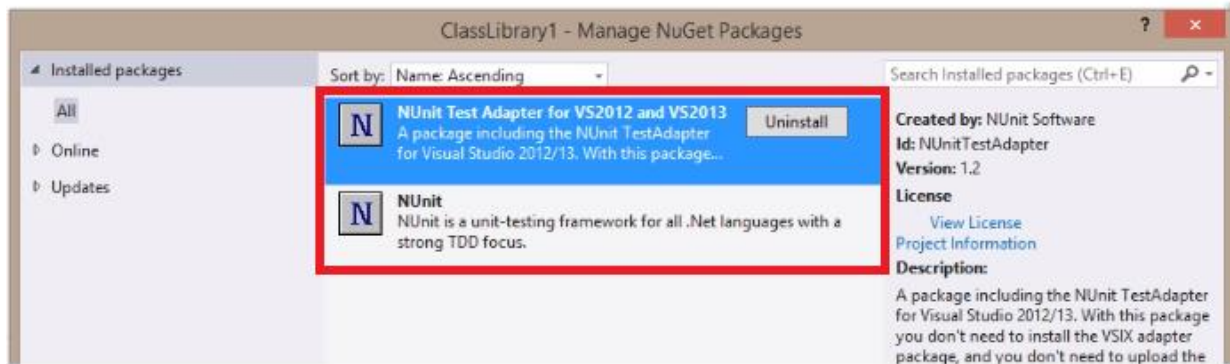 ClassLibrary1 - Manage NuGet Packages
?
×
Installed packages
All
Online
Updates
Sort by: Name: Ascending
N
NUnit Test Adapter for VS2012 and VS2013
A package including the NUnit TestAdapter
for Visual Studio 2012/13. With this package...
Uninstall
N
NUnit
NUnit is a unit-testing framework for all .Net languages with a
strong TDD focus.
Search Installed packages (Ctrl+E)
Created by: NUnit Software
Id: NUnitTestAdapter
Version: 1.2
License
View License
Project Information
Description:
A package including the NUnit TestAdapter
for Visual Studio 2012/13. With this package
you don't need to install the VSIX adapter
package, and you don't need to upload the